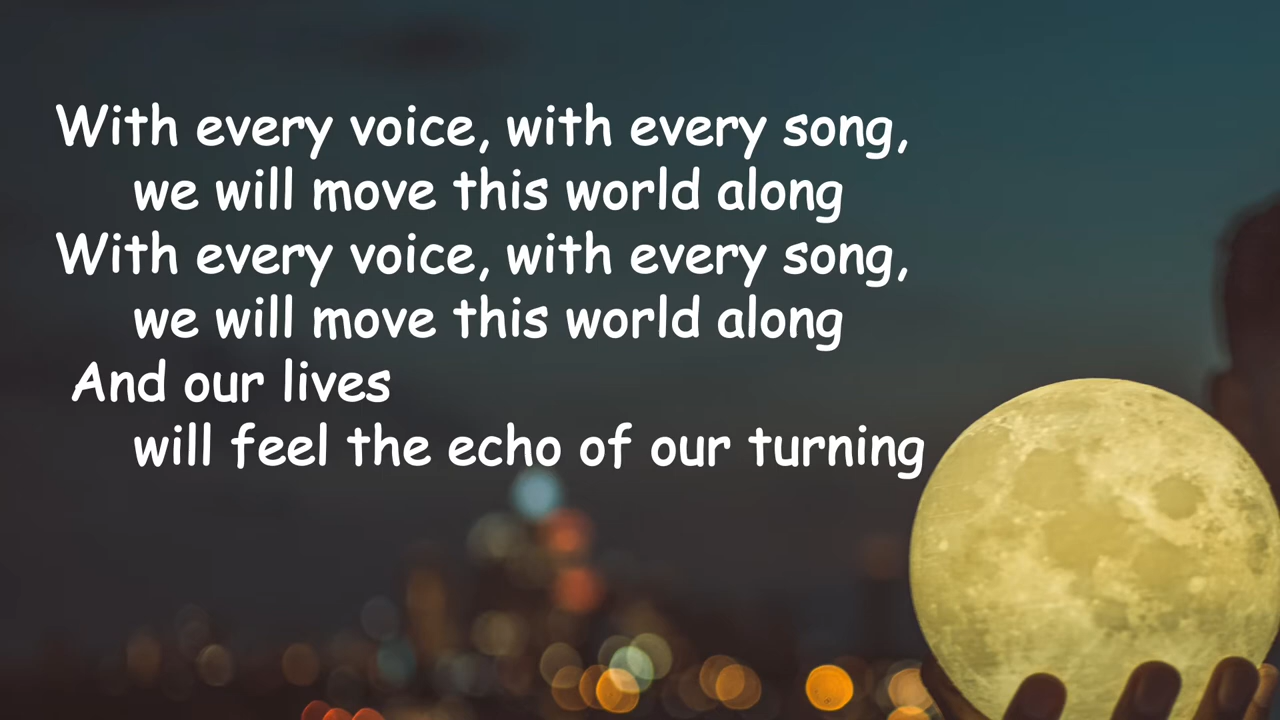 With every voice, with every song,
we will move this world along
With every voice, with every song,
we will move this world along
And our lives
will feel the echo of our turning